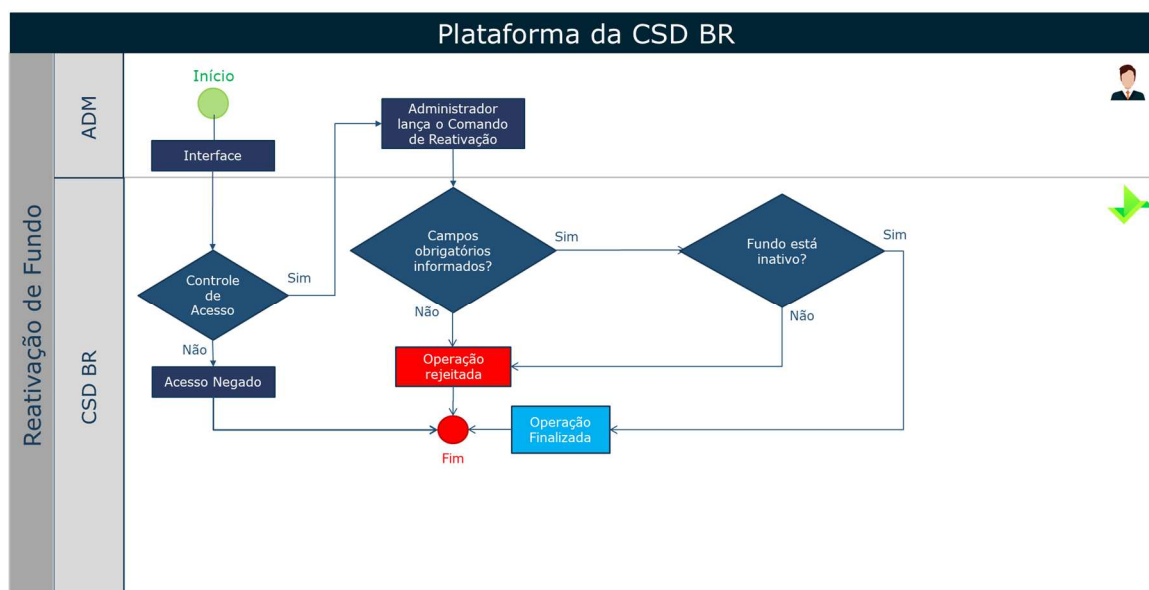 Plataforma da CSD BR
Reativação de Fundo
ADM
Início
Interface
Administrador
lança o Comando
de Reativação
CSD BR
Controle
de
Acesso
Sim
Não
Acesso Negado
Campos
obrigatórios
informados?
Sim
Não
Fundo está
inativo?
Sim
Não
Operação
rejeitada
Operação
Finalizada
Fim